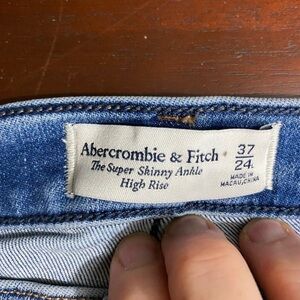 Abercrombie & Fitch
The Super Skinny Ankle
High Rise
37
24L
MADE IN
MACAU,CHINA